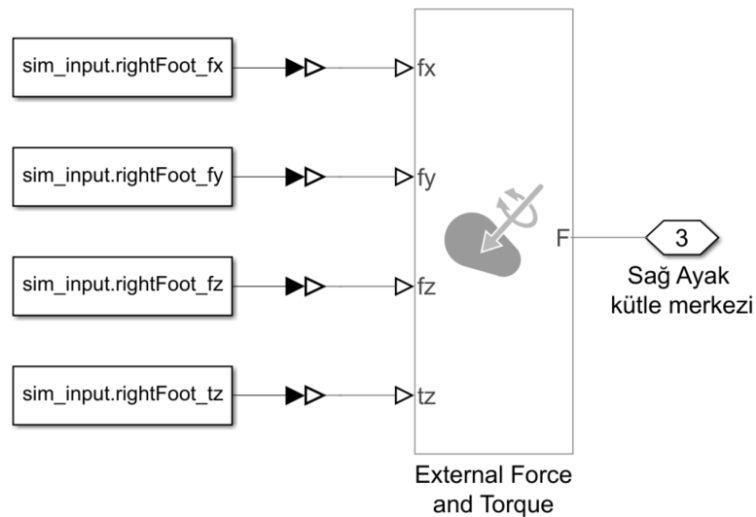 sim_input.rightFoot_fx
fx
sim_input.rightFoot_fy
fy
F
3
Sağ Ayak
kütle merkezi
sim_input.rightFoot_fz
fz
sim_input.rightFoot_tz
tz
External Force
and Torque